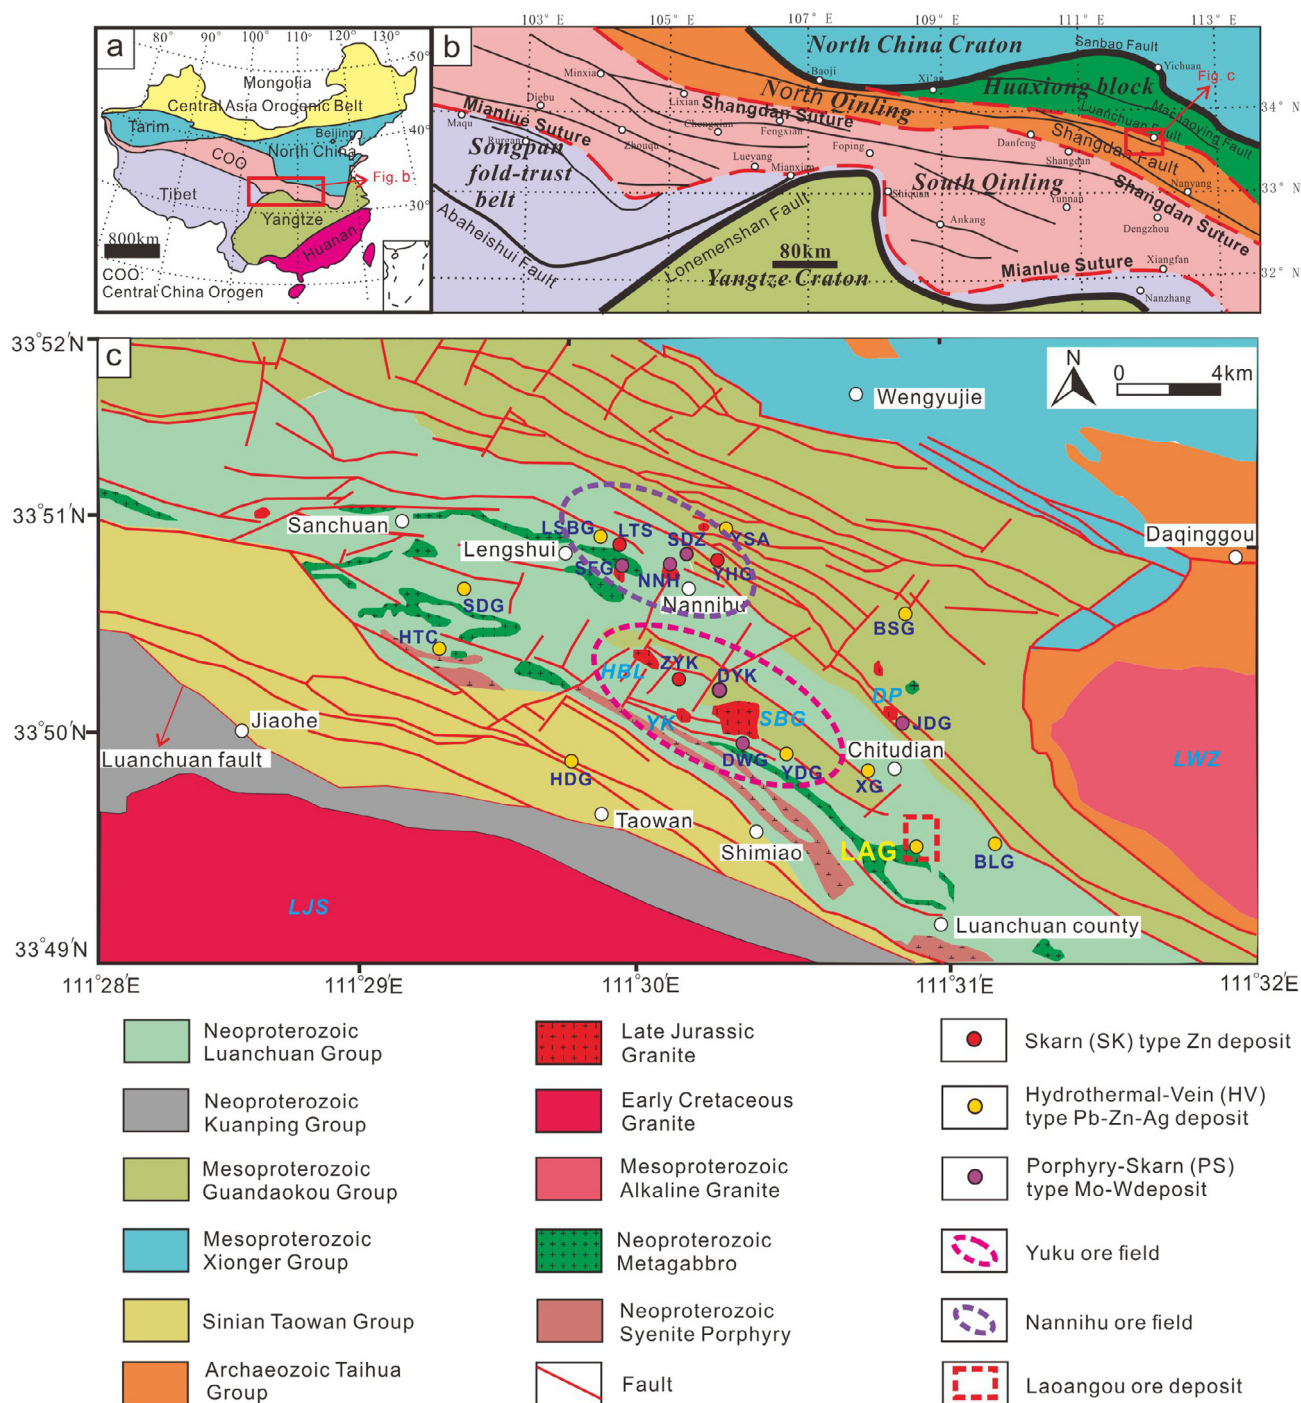 a
80°
90°
100°
110°
120°
130°
50°
40°
30°
Mongolia
Central Asia Orogenic Belt
Tarim
Beijing
North China
COO
Tibet
Fig. b
Yangtze
Huanan
800km
COO
Central China Orogen
b
103°E
105°E
107°E
109°E
111°E
113°E
34°N
33°N
32°N
North China Craton
Sanbao Fault
Yichuan
Baoji
Xi'an
Huaxiong block
Fig. c
Minxian
Lixian
North Qinling
Machaoying Fault
Luanchuan Fault
Diebu
Shangdan Suture
Maqu
Mianlue Suture
Chengxian
Fengxian
Danfeng
Shangdan Fault
Rurgan
Zhouqu
Foping
Shangnan
Songpan
fold-trust
belt
Lueyang
Mianxian
South Qinling
Nanyang
Shiquan
Shangdan Suture
Yunnan
Abaheishui Fault
Lonemenshan Fault
Ankang
Dengzhou
80km
Yangtze Craton
Mianlue Suture
Xiangfan
Nanzhang
c
33°52′N
33°51′N
33°50′N
33°49′N
N
0
4km
Wengyujie
Sanchuan
LSBG
LTS
SDZ
YSA
Daqinggou
Lengshui
SFG
NNH
YHG
Nannihu
SDG
BSG
HTC
HBL
ZYK
DYK
DP
Jiaohe
YK
SBG
JDG
Luanchuan fault
Chitudian
LWZ
HDG
DWG
YDG
XG
Taowan
Shimiao
LAG
BLG
LJS
Luanchuan county
111°28′E
111°29′E
111°30′E
111°31′E
111°32′E
Neoproterozoic
Luanchuan Group
Late Jurassic
Granite
Skarn (SK) type Zn deposit
Neoproterozoic
Kuanping Group
Early Cretaceous
Granite
Hydrothermal-Vein (HV)
type Pb-Zn-Ag deposit
Mesoproterozoic
Guandaokou Group
Mesoproterozoic
Alkaline Granite
Porphyry-Skarn (PS)
type Mo-Wdeposit
Mesoproterozoic
Xionger Group
Neoproterozoic
Metagabbro
Yuku ore field
Sinian Taowan Group
Neoproterozoic
Syenite Porphyry
Nannihu ore field
Archaeozoic Taihua
Group
Fault
Laoangou ore deposit